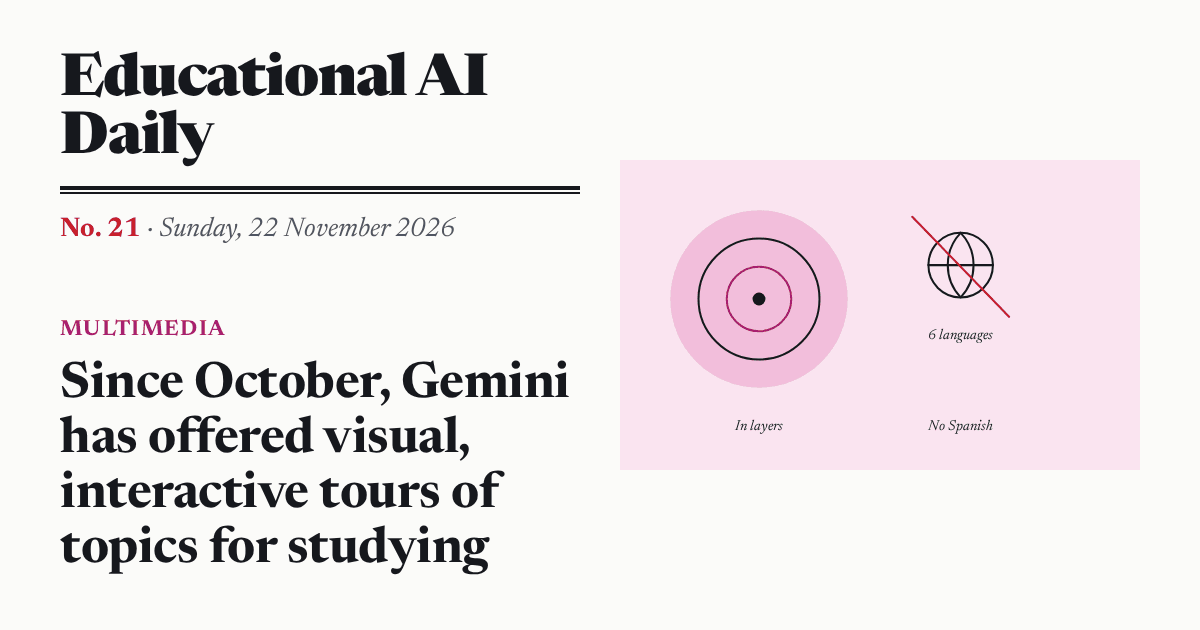 Educational AI
Daily
No. 21 · Sunday, 22 November 2026
MULTIMEDIA
Since October, Gemini
has offered visual,
interactive tours of
topics for studying
6 languages
In layers
No Spanish